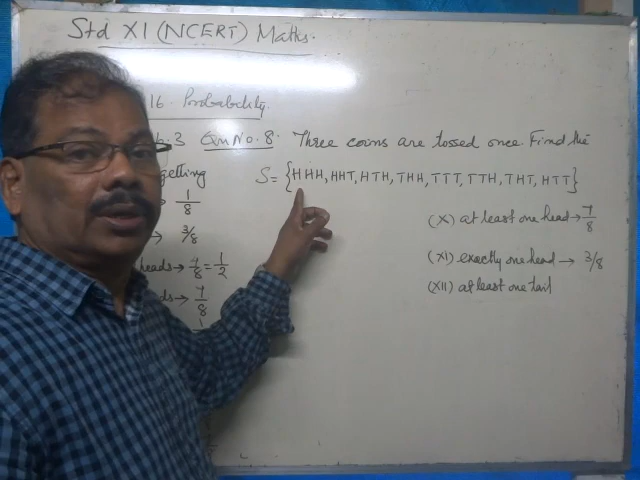 Std XI (NCERT) Maths.
16. Probability.
.3 Qn No. 8: Three coins are tossed once. Find the
getting
S = {HHH, HHT, HTH, THH, TTT, TTH, THT, HTT}
→ 1/8
(X) at least one head → 7/8
→ 3/8
(XI) exactly one head → 3/8
heads → 4/8 = 1/2
(XII) at least one tail
ds → 7/8